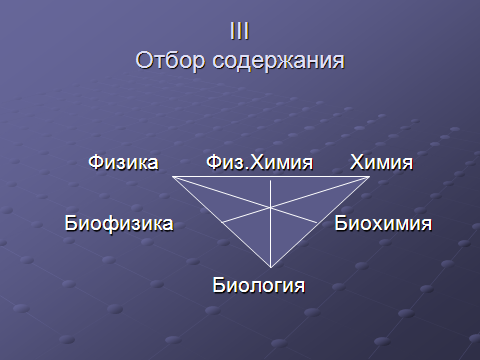 III
Отбор содержания
Физика Физ.Химия Химия
Биофизика Биохимия
Биология